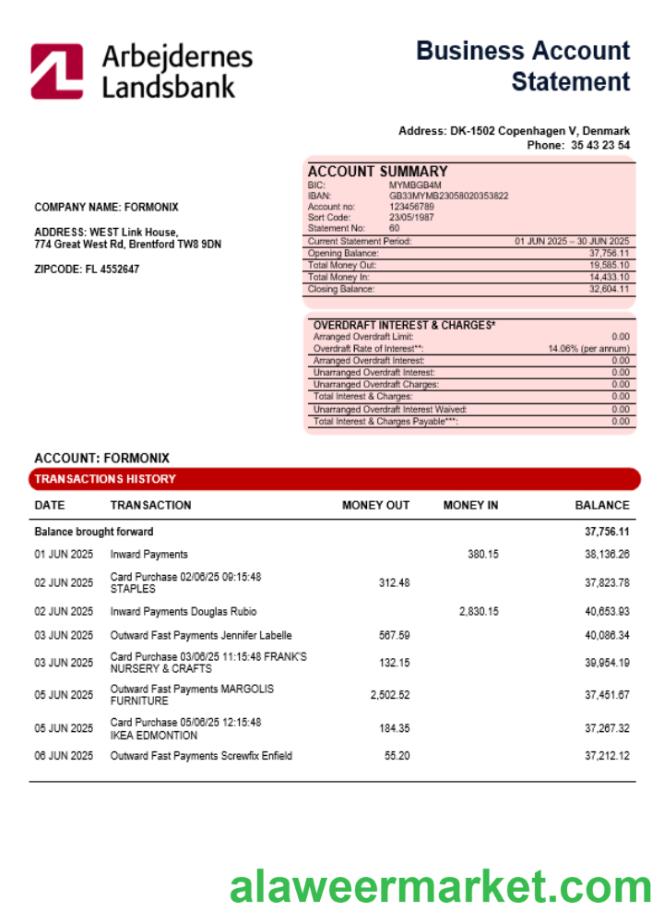 Arbejdernes
Landsbank
Business Account
Statement
Address: DK-1502 Copenhagen V, Denmark
Phone: 35 43 23 54
COMPANY NAME: FORMONIX
ADDRESS: WEST Link House,
774 Great West Rd, Brentford TW8 9DN
ZIPCODE: FL 4552647
ACCOUNT SUMMARY
BIC: MYMBGB4M
IBAN: GB33MYMB23058020353822
Account no: 123456789
Sort Code: 23/05/1987
Statement No: 60
Current Statement Period: 01 JUN 2025 – 30 JUN 2025
Opening Balance: 37,756.11
Total Money Out: 19,585.10
Total Money In: 14,433.10
Closing Balance: 32,604.11
OVERDRAFT INTEREST & CHARGES*
Arranged Overdraft Limit: 0.00
Overdraft Rate of Interest**: 14.06% (per annum)
Arranged Overdraft Interest: 0.00
Unarranged Overdraft Interest: 0.00
Unarranged Overdraft Charges: 0.00
Total Interest & Charges: 0.00
Unarranged Overdraft Interest Waived: 0.00
Total Interest & Charges Payable***: 0.00
ACCOUNT: FORMONIX
TRANSACTIONS HISTORY
DATE TRANSACTION MONEY OUT MONEY IN BALANCE
Balance brought forward 37,756.11
01 JUN 2025 Inward Payments 380.15 38,136.26
02 JUN 2025 Card Purchase 02/06/25 09:15:48 312.48 37,823.78
STAPLES
02 JUN 2025 Inward Payments Douglas Rubio 2,830.15 40,653.93
03 JUN 2025 Outward Fast Payments Jennifer Labelle 567.59 40,086.34
03 JUN 2025 Card Purchase 03/06/25 11:15:48 FRANK'S 132.15 39,954.19
NURSERY & CRAFTS
05 JUN 2025 Outward Fast Payments MARGOLIS 2,502.52 37,451.67
FURNITURE
05 JUN 2025 Card Purchase 05/06/25 12:15:48 184.35 37,267.32
IKEA EDMONTION
06 JUN 2025 Outward Fast Payments Screwfix Enfield 55.20 37,212.12
alaweermarket.com